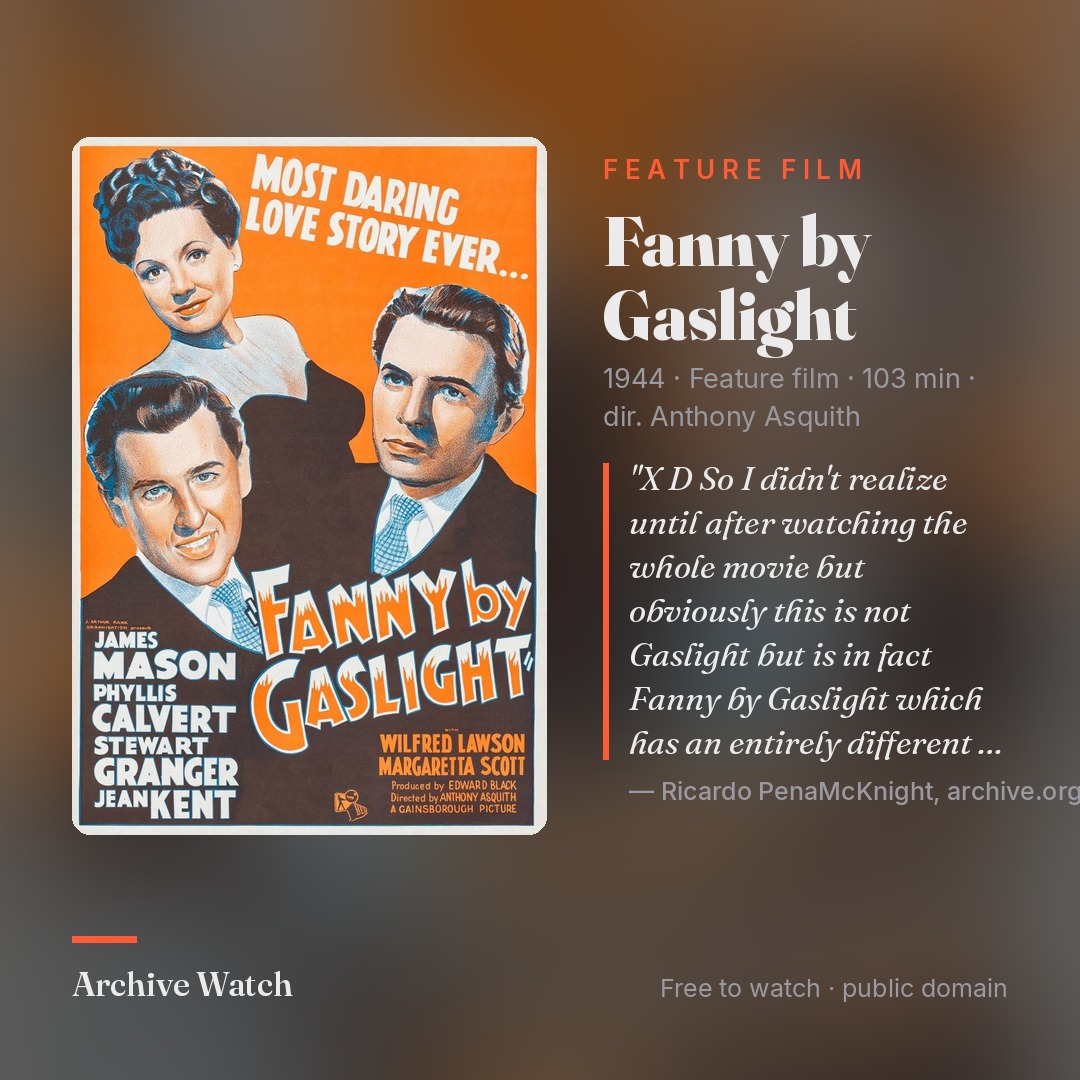 MOST DARING
LOVE STORY EVER...
J. ARTHUR RANK
ORGANISATION presents
JAMES
MASON
PHYLLIS
CALVERT
STEWART
GRANGER
JEAN KENT
"FANNY by
GASLIGHT"
WITH
WILFRED LAWSON
MARGARETTA SCOTT
Produced by EDWARD BLACK
Directed by ANTHONY ASQUITH
A GAINSBOROUGH PICTURE
FEATURE FILM
Fanny by
Gaslight
1944 · Feature film · 103 min ·
dir. Anthony Asquith
"X D So I didn't realize
until after watching the
whole movie but
obviously this is not
Gaslight but is in fact
Fanny by Gaslight which
has an entirely different ...
— Ricardo PenaMcKnight, archive.org
Archive Watch
Free to watch · public domain